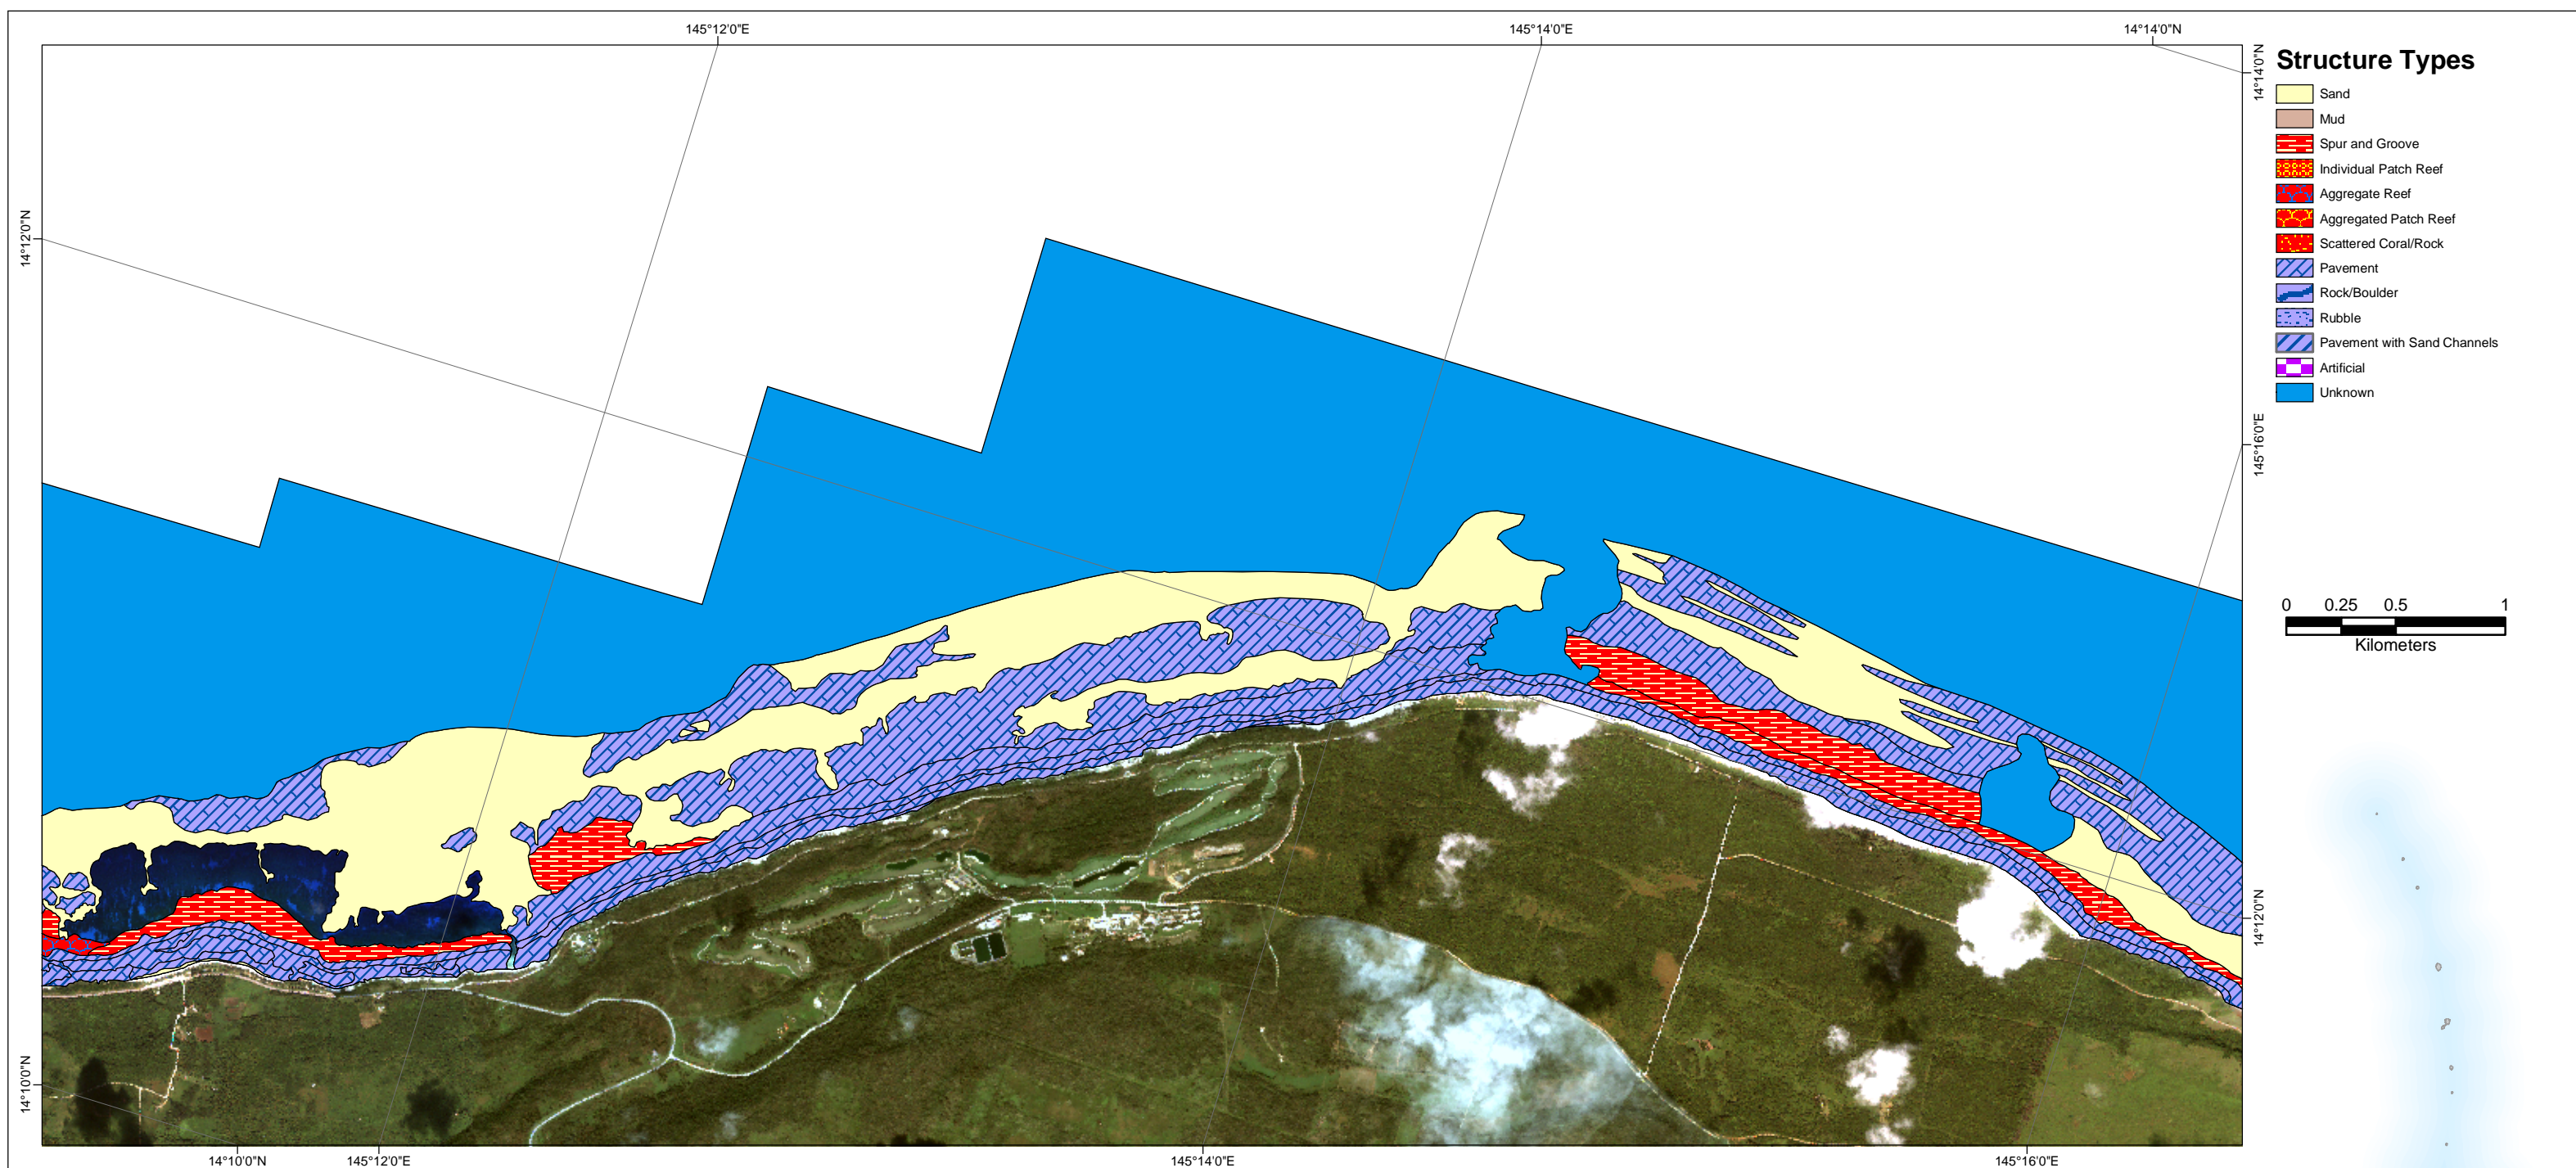 145°12'0"E
145°14'0"E
14°14'0"N
14°14'0"N
14°12'0"N
145°16'0"E
14°12'0"N
14°10'0"N
14°10'0"N
145°12'0"E
145°14'0"E
145°16'0"E
Structure Types
Sand
Mud
Spur and Groove
Individual Patch Reef
Aggregate Reef
Aggregated Patch Reef
Scattered Coral/Rock
Pavement
Rock/Boulder
Rubble
Pavement with Sand Channels
Artificial
Unknown
0 0.25 0.5 1
Kilometers